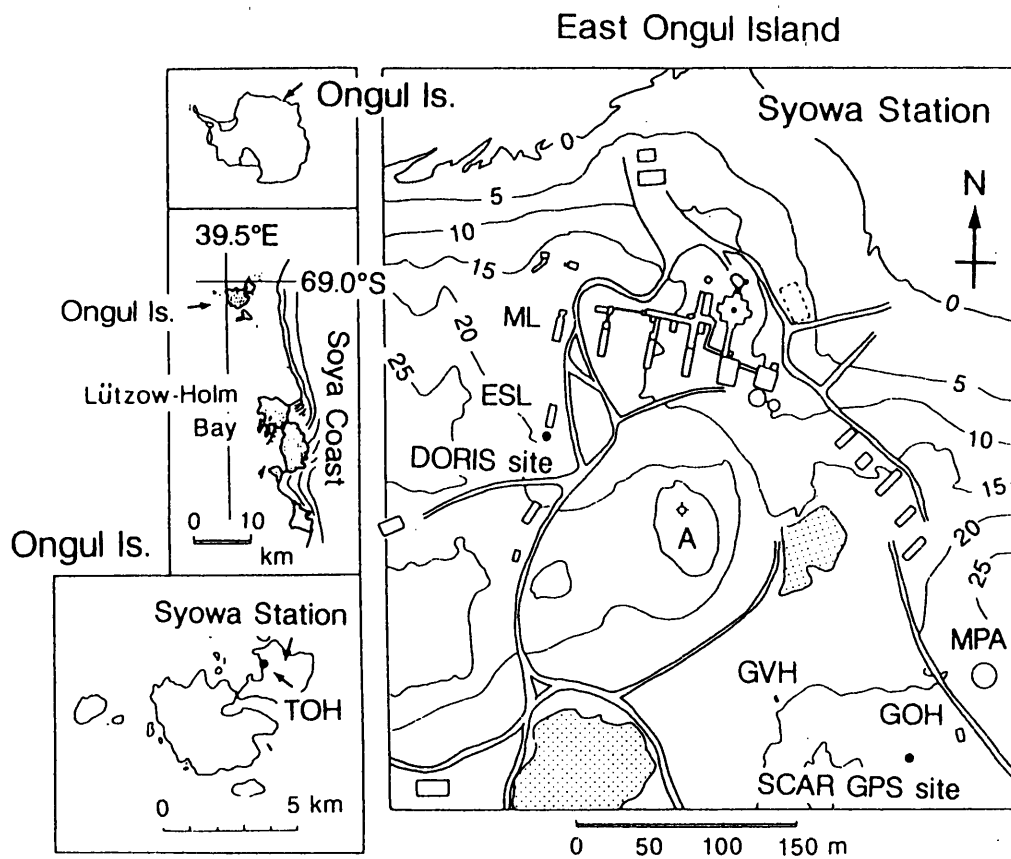 East Ongul Island
Ongul Is.
39.5°E
69.0°S
Ongul Is.
Lützow-Holm
Bay
Soya Coast
0 10
km
Ongul Is.
Syowa Station
TOH
0 5 km
Syowa Station
N
0
5
10
15
20
25
ML
ESL
DORIS site
A
0
5
10
15
20
25
MPA
GVH
GOH
SCAR GPS site
0 50 100 150 m